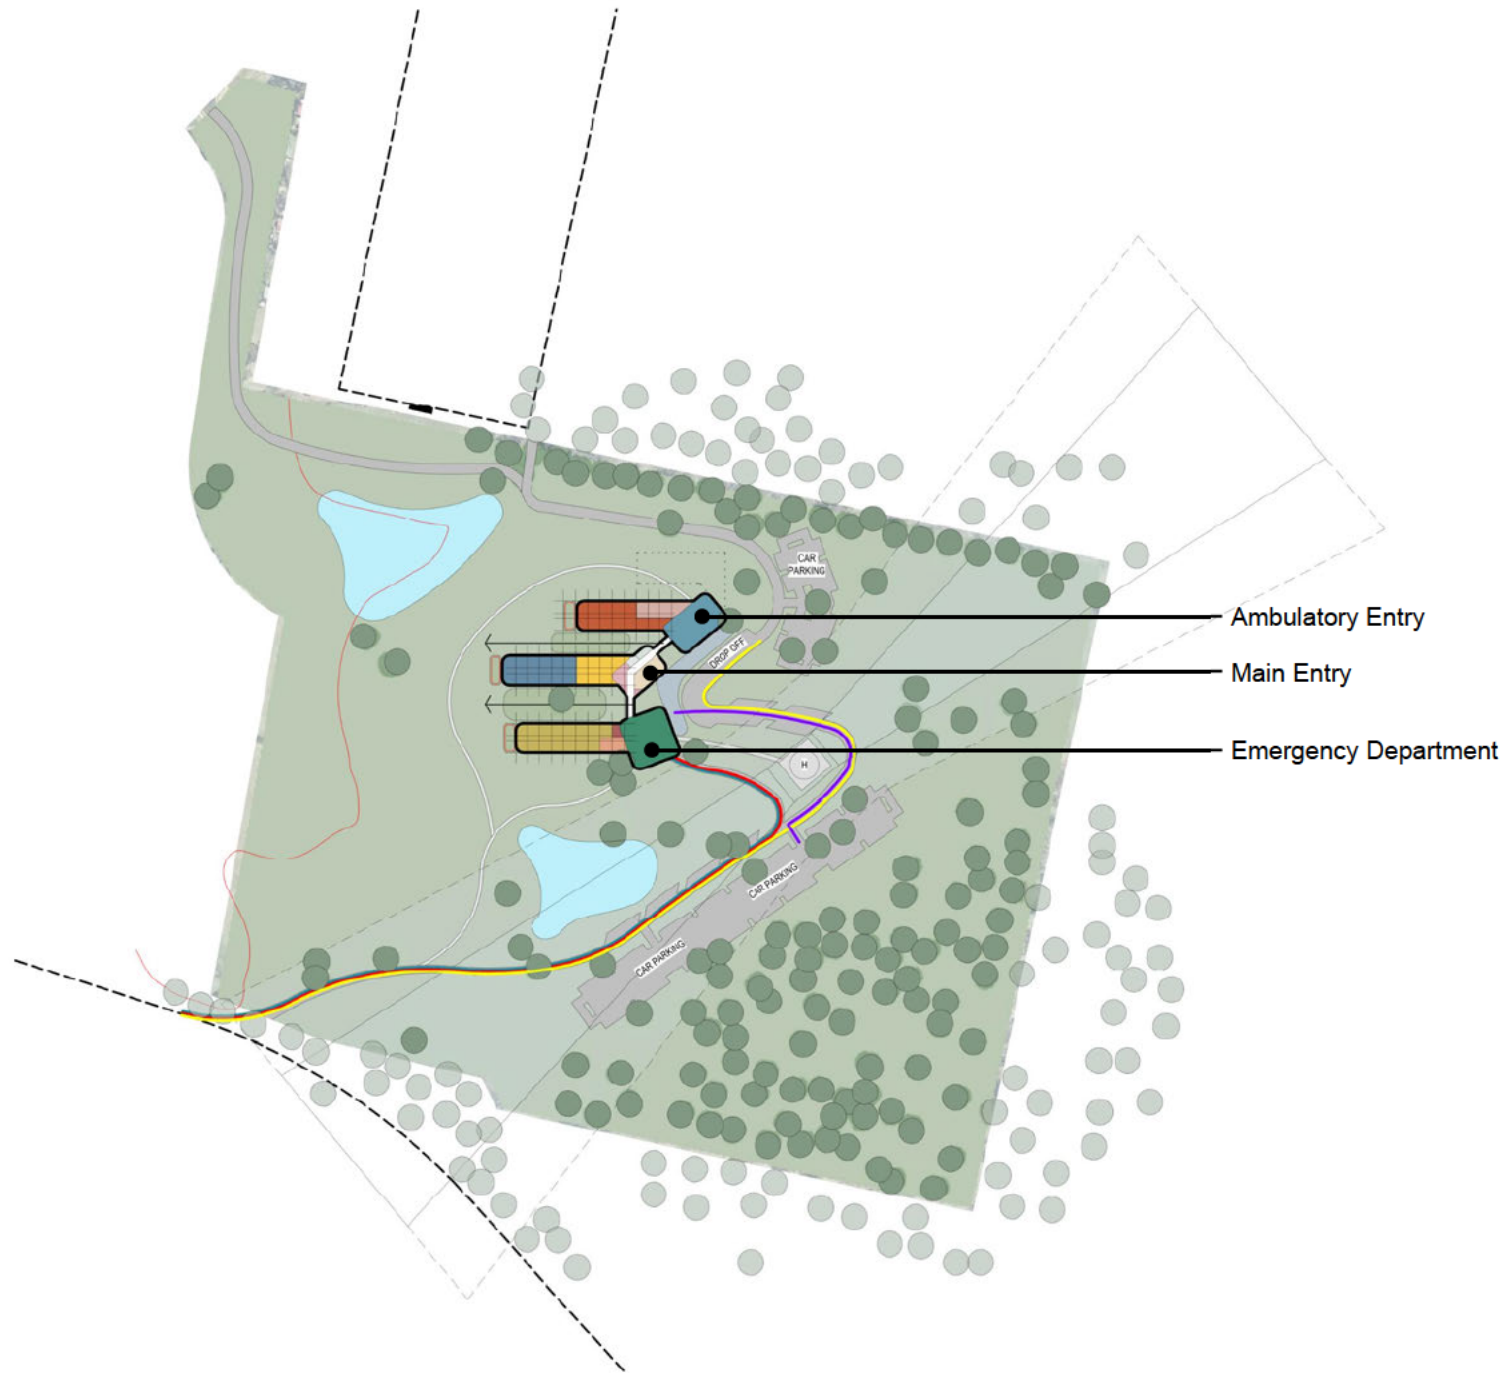 CAR
PARKING
Ambulatory Entry
DROP OFF
Main Entry
Emergency Department
H
CAR PARKING
CAR PARKING